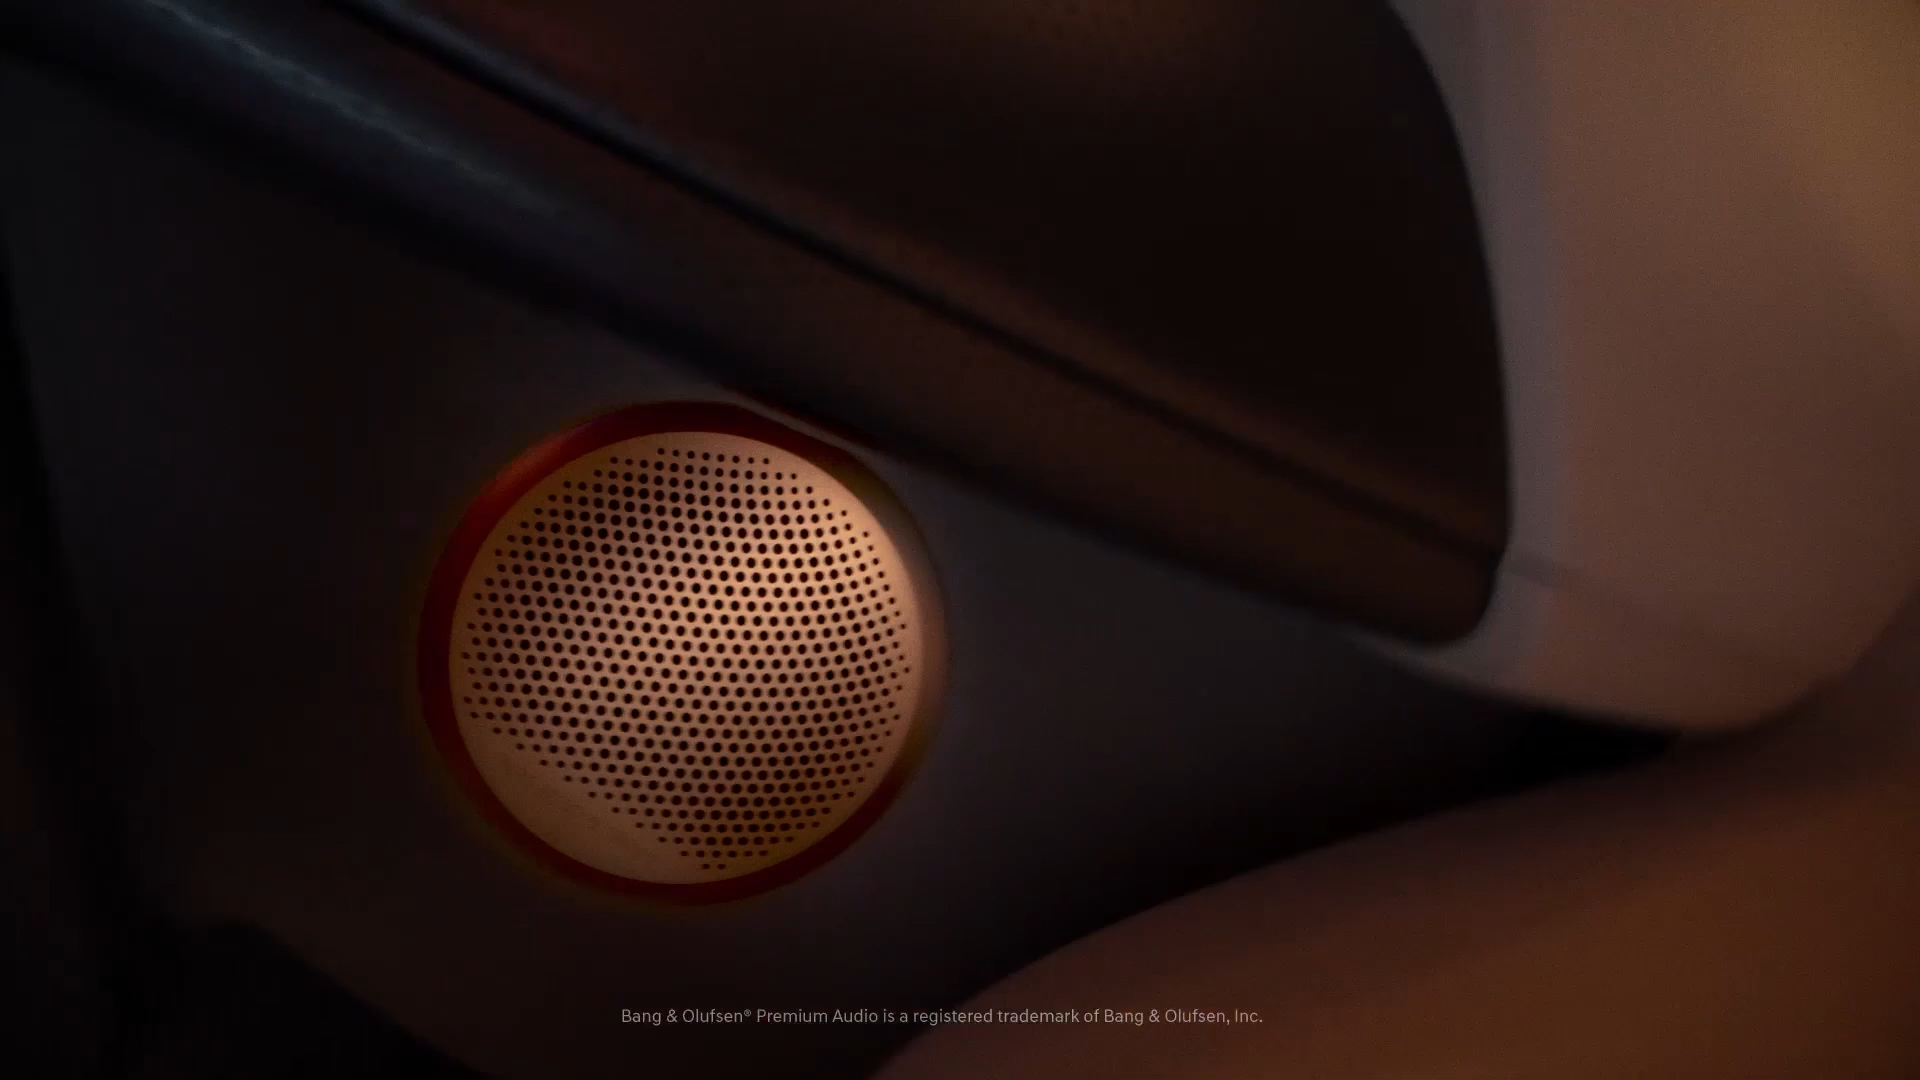 Bang & Olufsen® Premium Audio is a registered trademark of Bang & Olufsen, Inc.